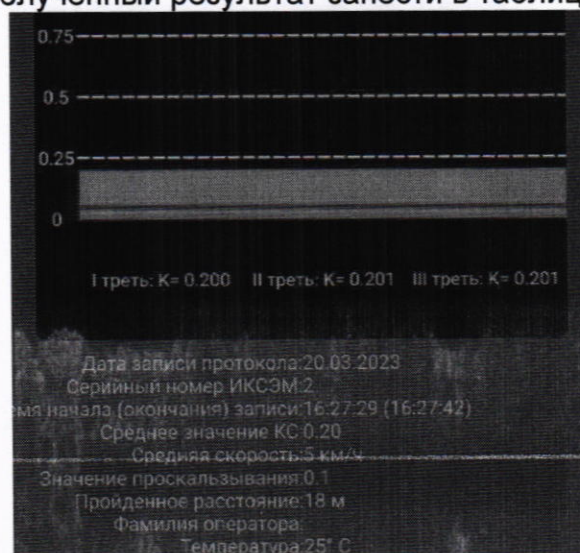 олученный результат занести в таблиц
0.75
0.5
0.25
0
I треть: K= 0.200 II треть: K= 0.201 III треть: K= 0.201
Дата записи протокола:20.03.2023
Серийный номер ИКСЭМ:2
емя начала (окончания) записи:16:27:29 (16:27:42)
Среднее значение КС:0.20
Средняя скорость:5 км/ч
Значение проскальзывания:0.1
Пройденное расстояние:18 м
Фамилия оператора:
Температура:25° C